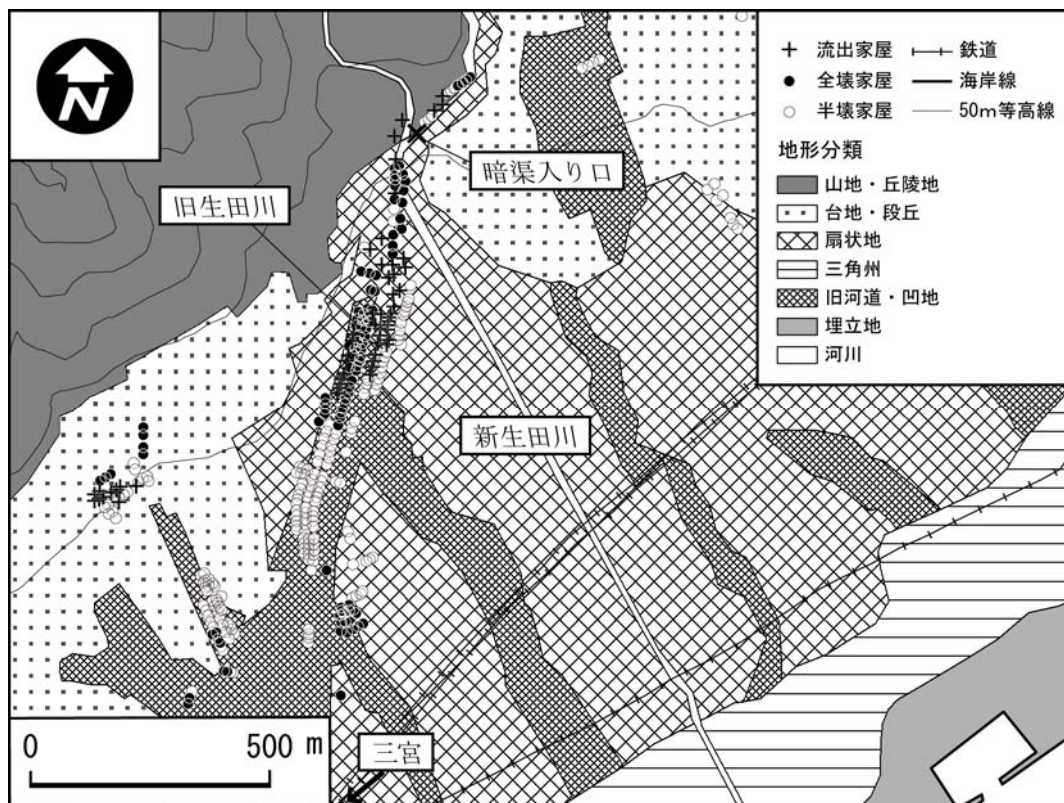 N
流出家屋
鉄道
全壊家屋
海岸線
半壊家屋
50m等高線
地形分類
山地・丘陵地
台地・段丘
扇状地
三角州
旧河道・凹地
埋立地
河川
暗渠入り口
旧生田川
新生田川
0 500 m
三宮